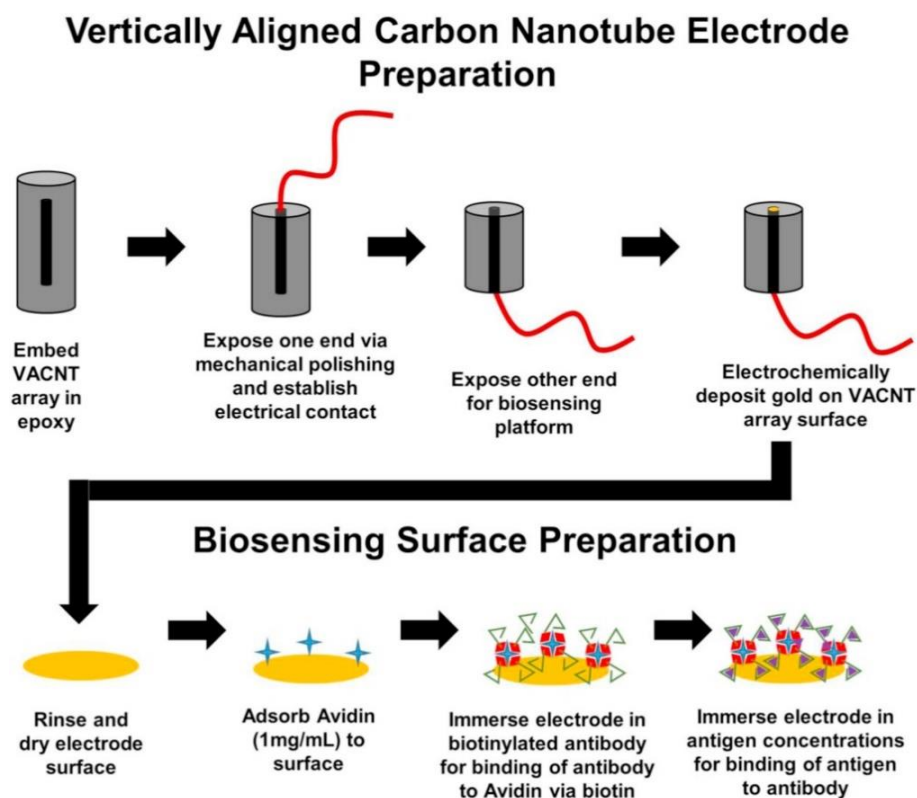 Vertically Aligned Carbon Nanotube Electrode
Preparation
Embed
VACNT
array in
epoxy
Expose one end via
mechanical polishing
and establish
electrical contact
Expose other end
for biosensing
platform
Electrochemically
deposit gold on VACNT
array surface
Biosensing Surface Preparation
Rinse and
dry electrode
surface
Adsorb Avidin
(1mg/mL) to
surface
Immerse electrode in
biotinylated antibody
for binding of antibody
to Avidin via biotin
Immerse electrode in
antigen concentrations
for binding of antigen
to antibody